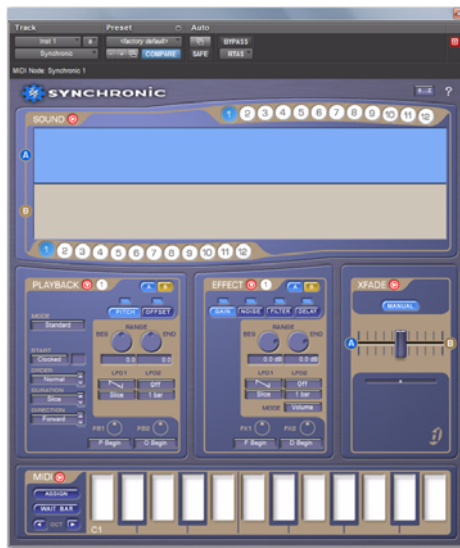 Track Preset Auto
Inst 1 a <factory default> BYPASS
Synchronic - + COMPARE SAFE RTAS
MIDI Node: Synchronic 1
SYNCHRONIC ?
SOUND 1 2 3 4 5 6 7 8 9 10 11 12
A
B
1 2 3 4 5 6 7 8 9 10 11 12
PLAYBACK 1 A B
PITCH OFFSET
MODE
Standard
RANGE
BEG END
0.0 0.0
START
Clocked
ORDER
Normal
DURATION
Slice
DIRECTION
Forward
LFO1 LFO2
Off
Slice 1 bar
P Begin O Begin
EFFECT 1 A B
GAIN NOISE FILTER DELAY
RANGE
BEG END
0.0 dB 0.0 dB
LFO1 LFO2
Off
Slice 1 bar
MODE Volume
FX1 FX2
F Begin D Begin
XFADE
MANUAL
A B
MIDI
ASSIGN
WAIT BAR
OCT
C1